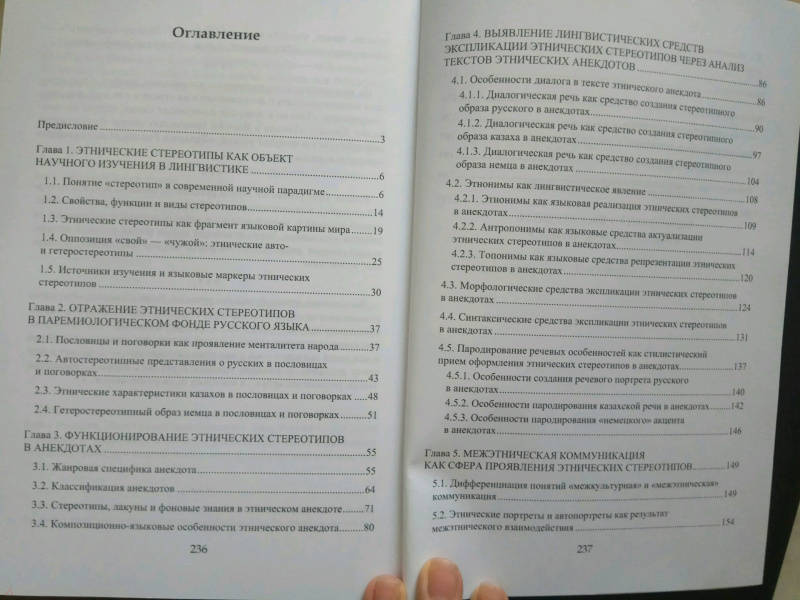 Оглавление
Предисловие 3
Глава 1. ЭТНИЧЕСКИЕ СТЕРЕОТИПЫ КАК ОБЪЕКТ
НАУЧНОГО ИЗУЧЕНИЯ В ЛИНГВИСТИКЕ 6
1.1. Понятие «стереотип» в современной научной парадигме 6
1.2. Свойства, функции и виды стереотипов 14
1.3. Этнические стереотипы как фрагмент языковой картины мира 19
1.4. Оппозиция «свой» — «чужой»: этнические авто-
и гетеростереотипы 25
1.5. Источники изучения и языковые маркеры этнических
стереотипов 30
Глава 2. ОТРАЖЕНИЕ ЭТНИЧЕСКИХ СТЕРЕОТИПОВ
В ПАРЕМИОЛОГИЧЕСКОМ ФОНДЕ РУССКОГО ЯЗЫКА 37
2.1. Пословицы и поговорки как проявление менталитета народа 37
2.2. Автостереотипные представления о русских в пословицах
и поговорках 43
2.3. Этнические характеристики казахов в пословицах и поговорках 48
2.4. Гетеростереотипный образ немца в пословицах и поговорках 51
Глава 3. ФУНКЦИОНИРОВАНИЕ ЭТНИЧЕСКИХ СТЕРЕОТИПОВ
В АНЕКДОТАХ 55
3.1. Жанровая специфика анекдота 55
3.2. Классификация анекдотов 64
3.3. Стереотипы, лакуны и фоновые знания в этническом анекдоте 71
3.4. Композиционно-языковые особенности этнического анекдота 80
236
Глава 4. ВЫЯВЛЕНИЕ ЛИНГВИСТИЧЕСКИХ СРЕДСТВ
ЭКСПЛИКАЦИИ ЭТНИЧЕСКИХ СТЕРЕОТИПОВ ЧЕРЕЗ АНАЛИЗ
ТЕКСТОВ ЭТНИЧЕСКИХ АНЕКДОТОВ 86
4.1. Особенности диалога в тексте этнического анекдота 86
4.1.1. Диалогическая речь как средство создания стереотипного
образа русского в анекдотах 90
4.1.2. Диалогическая речь как средство создания стереотипного
образа казаха в анекдотах 97
4.1.3. Диалогическая речь как средство создания стереотипного
образа немца в анекдотах 104
4.2. Этнонимы как лингвистическое явление 108
4.2.1. Этнонимы как языковая реализация этнических стереотипов
в анекдотах 109
4.2.2. Антропонимы как языковые средства актуализации
этнических стереотипов в анекдотах 114
4.2.3. Топонимы как языковые средства репрезентации этнических
стереотипов в анекдотах 120
4.3. Морфологические средства экспликации этнических стереотипов
в анекдотах 124
4.4. Синтаксические средства экспликации этнических стереотипов
в анекдотах 131
4.5. Пародирование речевых особенностей как стилистический
прием оформления этнических стереотипов в анекдотах 137
4.5.1. Особенности создания речевого портрета русского
в анекдотах 140
4.5.2. Особенности пародирования казахской речи в анекдотах 142
4.5.3. Особенности пародирования «немецкого» акцента
в анекдотах 146
Глава 5. МЕЖЭТНИЧЕСКАЯ КОММУНИКАЦИЯ
КАК СФЕРА ПРОЯВЛЕНИЯ ЭТНИЧЕСКИХ СТЕРЕОТИПОВ 149
5.1. Дифференциация понятий «межкультурная» и «межэтническая»
коммуникация 149
5.2. Этнические портреты и автопортреты как результат
межэтнического взаимодействия 154
237